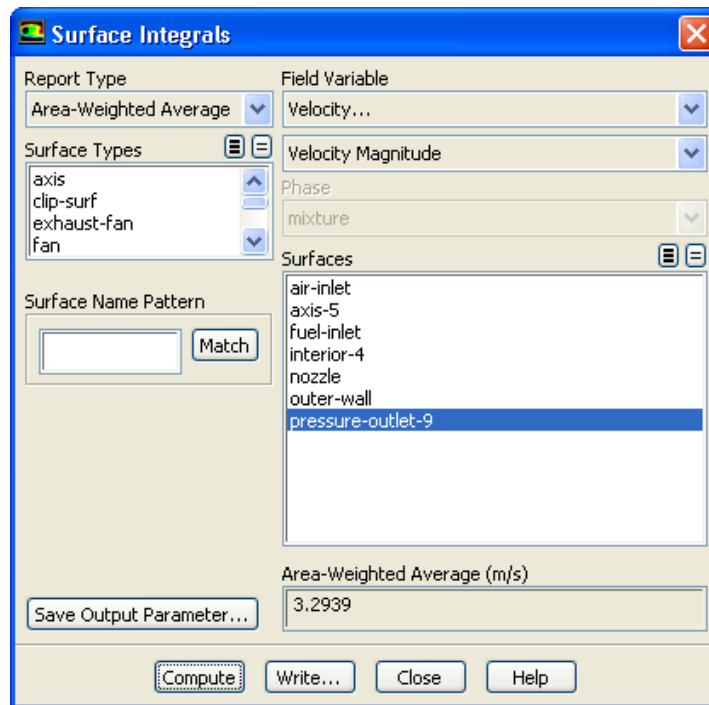 Surface Integrals
Report Type
Area-Weighted Average
Surface Types
axis
clip-surf
exhaust-fan
fan
Surface Name Pattern
Match
Save Output Parameter...
Field Variable
Velocity...
Velocity Magnitude
Phase
mixture
Surfaces
air-inlet
axis-5
fuel-inlet
interior-4
nozzle
outer-wall
pressure-outlet-9
Area-Weighted Average (m/s)
3.2939
Compute Write... Close Help